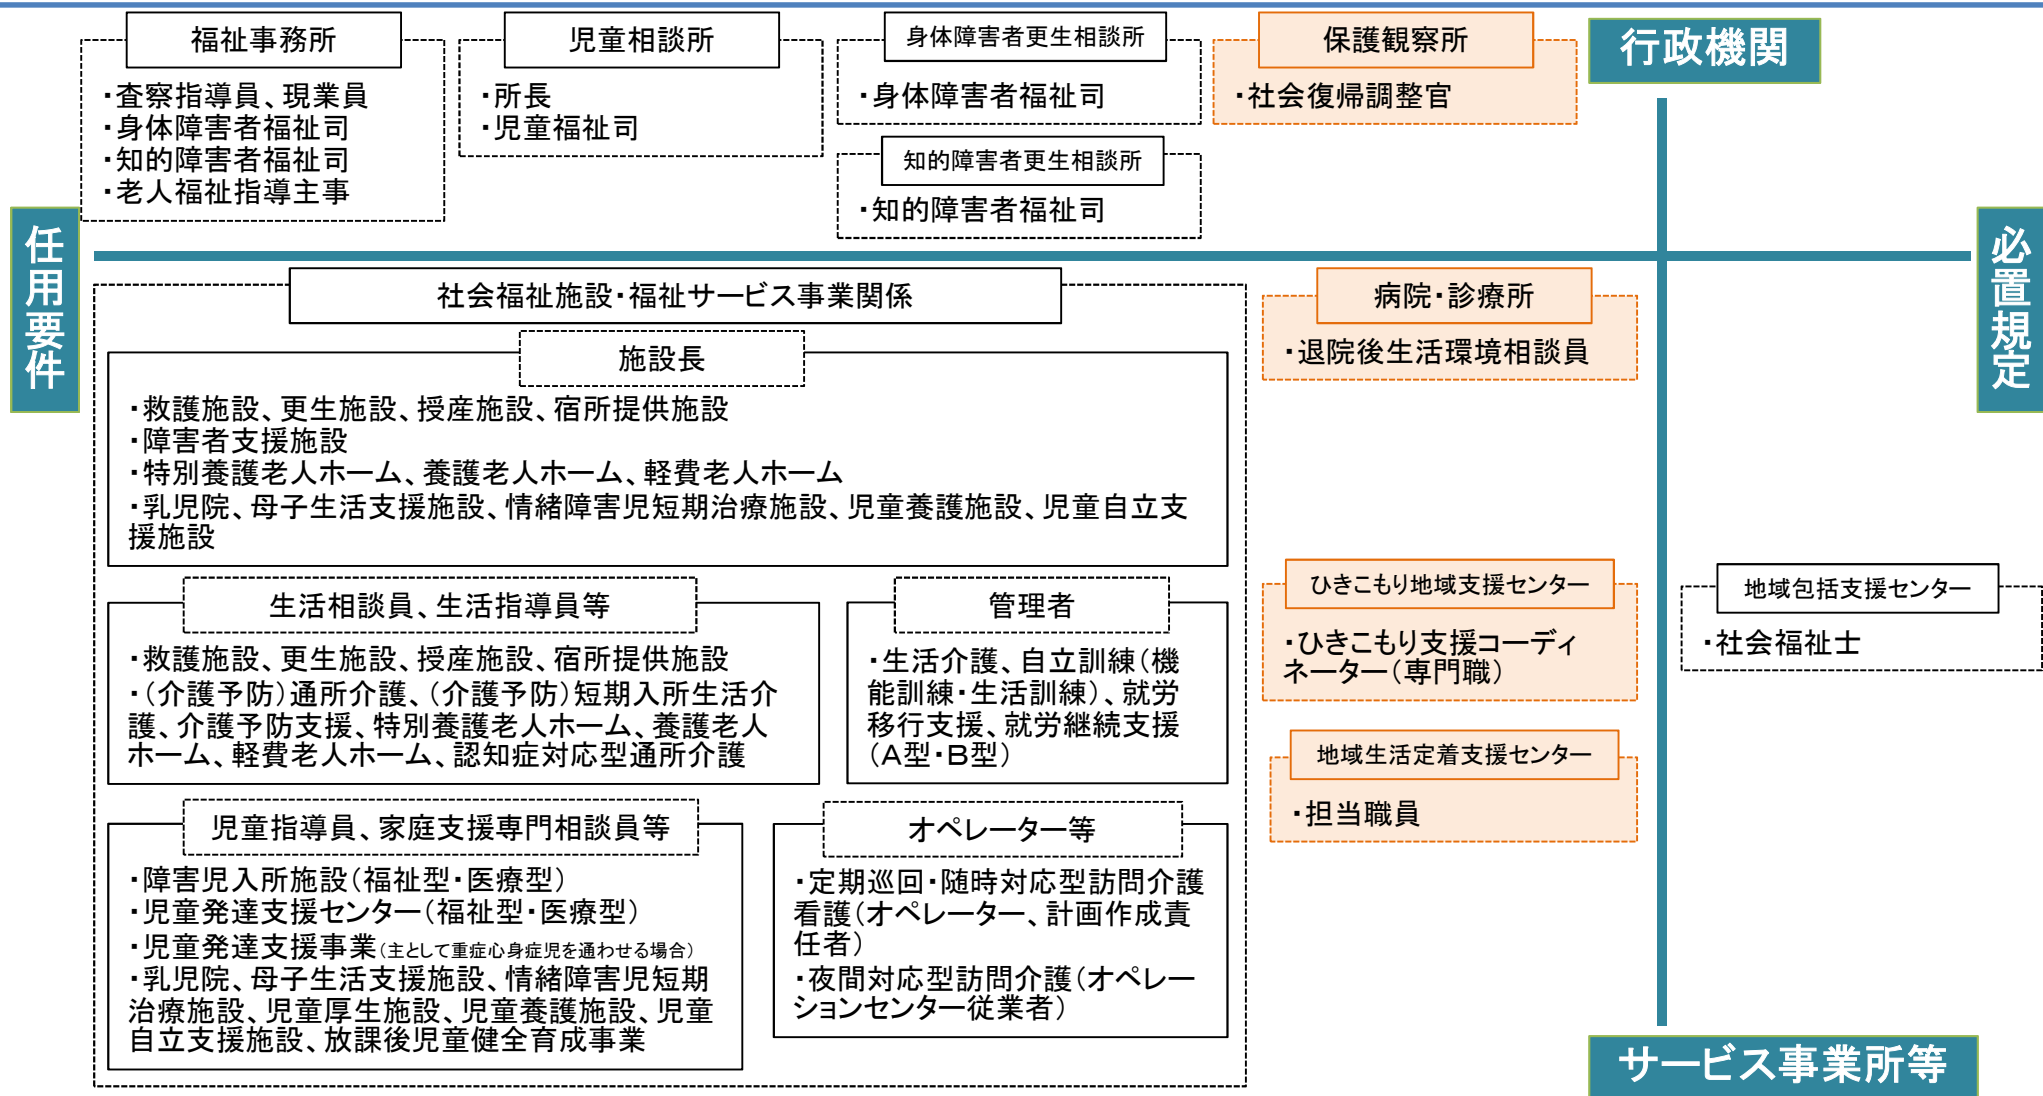 福祉事務所
・査察指導員、現業員
・身体障害者福祉司
・知的障害者福祉司
・老人福祉指導主事
児童相談所
・所長
・児童福祉司
身体障害者更生相談所
・身体障害者福祉司
知的障害者更生相談所
・知的障害者福祉司
保護観察所
・社会復帰調整官
行政機関
任用要件
必置規定
社会福祉施設・福祉サービス事業関係
施設長
・救護施設、更生施設、授産施設、宿所提供施設
・障害者支援施設
・特別養護老人ホーム、養護老人ホーム、軽費老人ホーム
・乳児院、母子生活支援施設、情緒障害児短期治療施設、児童養護施設、児童自立支
援施設
生活相談員、生活指導員等
・救護施設、更生施設、授産施設、宿所提供施設
・（介護予防）通所介護、（介護予防）短期入所生活介
護、介護予防支援、特別養護老人ホーム、養護老人
ホーム、軽費老人ホーム、認知症対応型通所介護
管理者
・生活介護、自立訓練（機
能訓練・生活訓練）、就労
移行支援、就労継続支援
（A型・B型）
児童指導員、家庭支援専門相談員等
・障害児入所施設（福祉型・医療型）
・児童発達支援センター（福祉型・医療型）
・児童発達支援事業（主として重症心身症児を通わせる場合）
・乳児院、母子生活支援施設、情緒障害児短期
治療施設、児童厚生施設、児童養護施設、児童
自立支援施設、放課後児童健全育成事業
オペレーター等
・定期巡回・随時対応型訪問介護
看護（オペレーター、計画作成責
任者）
・夜間対応型訪問介護（オペレー
ションセンター従業者）
病院・診療所
・退院後生活環境相談員
ひきこもり地域支援センター
・ひきこもり支援コーディ
ネーター（専門職）
地域生活定着支援センター
・担当職員
地域包括支援センター
・社会福祉士
サービス事業所等